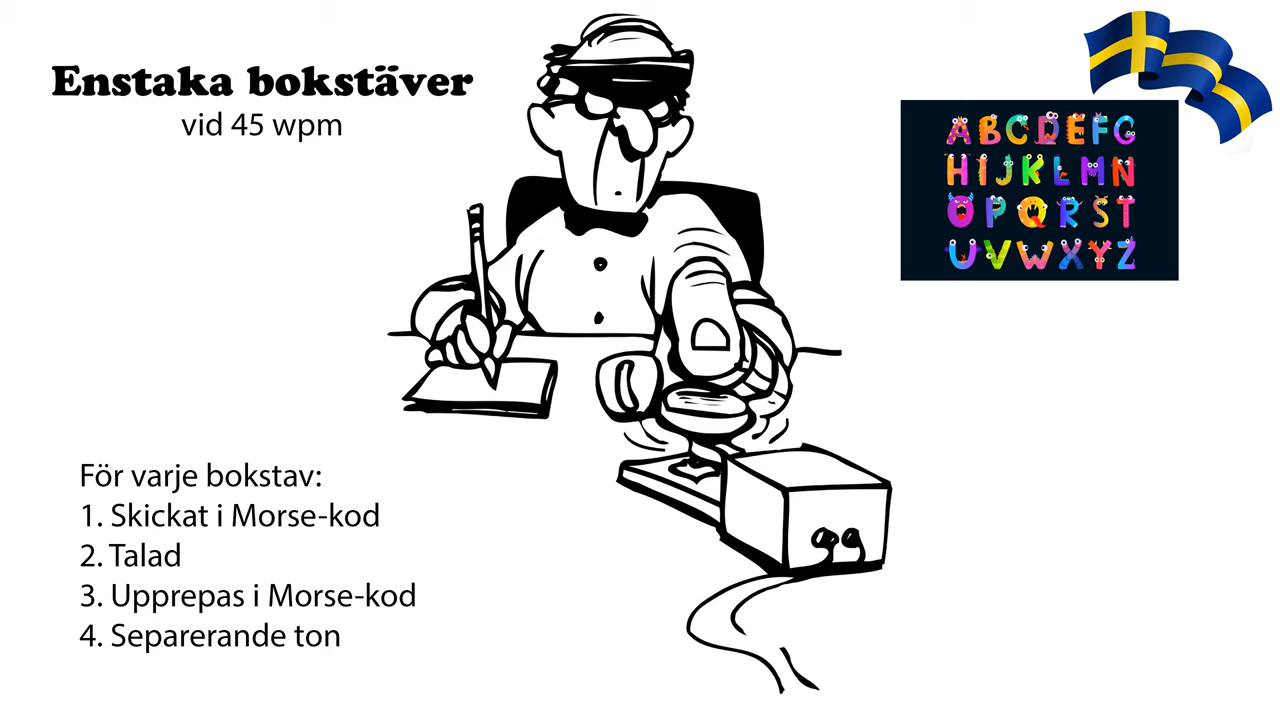 Enstaka bokstäver
vid 45 wpm
ABCDEFG
HIJKLMN
OPQRST
UVWXYZ
För varje bokstav:
1. Skickat i Morse-kod
2. Talad
3. Upprepas i Morse-kod
4. Separerande ton